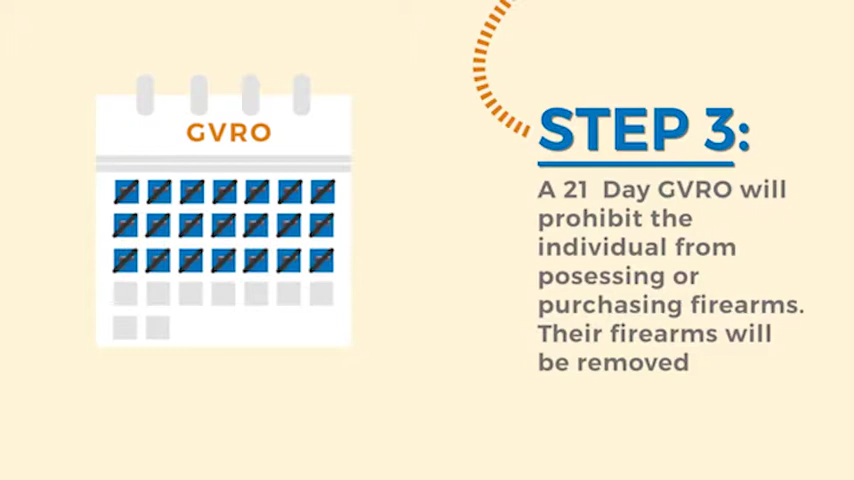 GVRO
STEP 3:
A 21 Day GVRO will
prohibit the
individual from
posessing or
purchasing firearms.
Their firearms will
be removed